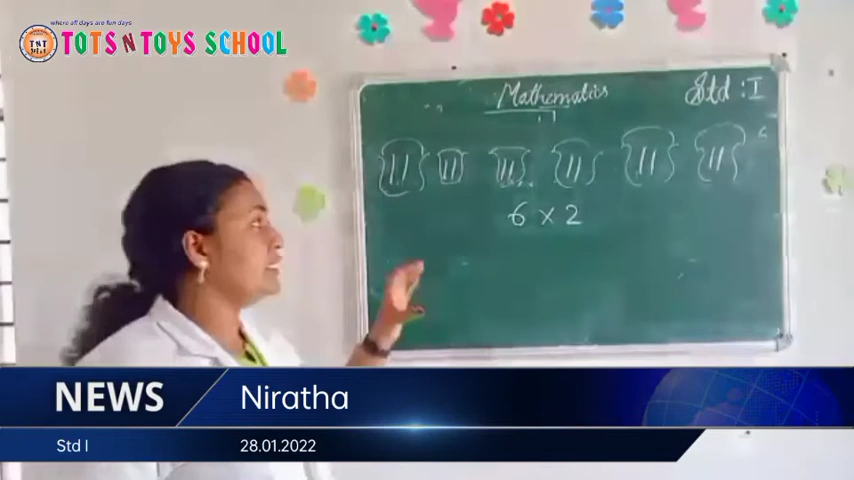 where all days are fun days
TNT
TOTS N TOYS SCHOOL
Mathematics
Std : I
6 x 2
NEWS
Niratha
Std I
28.01.2022